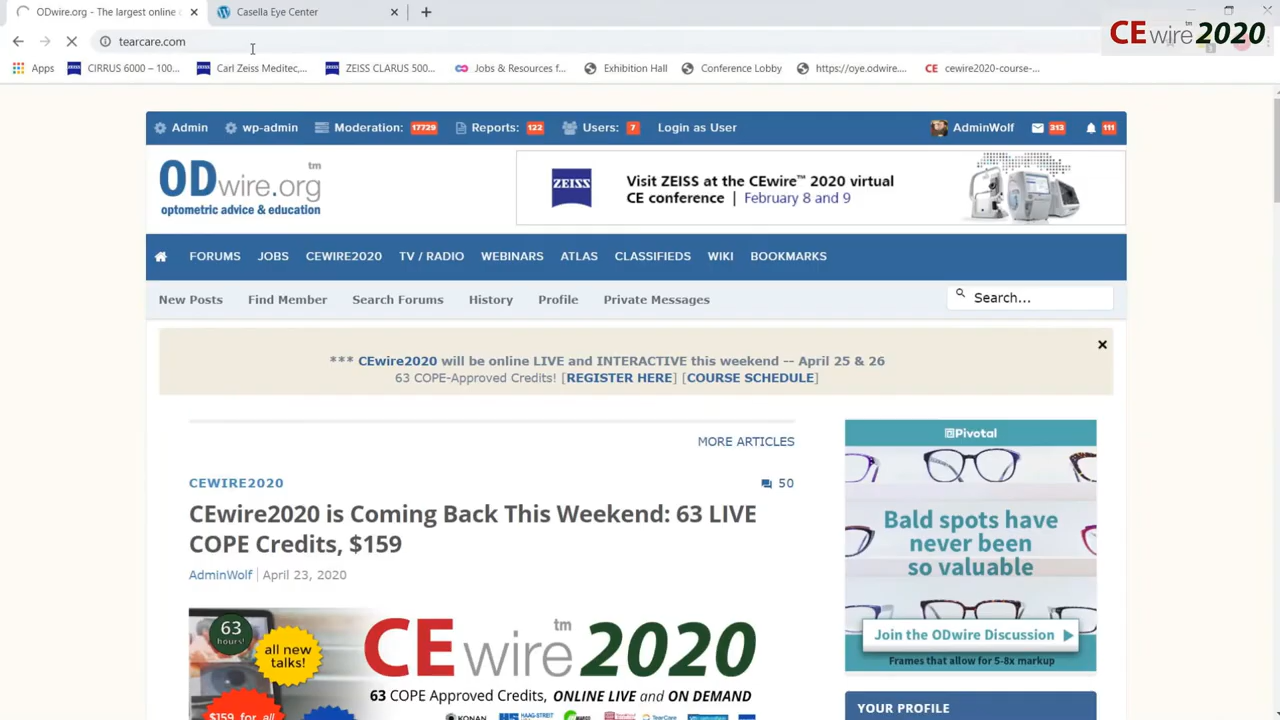 ODwire.org - The largest online
Casella Eye Center
tearcare.com
CEwire2020™
Apps
CIRRUS 6000 – 100...
Carl Zeiss Meditec,...
ZEISS CLARUS 500...
Jobs & Resources f...
Exhibition Hall
Conference Lobby
https://oye.odwire....
CE
cewire2020-course-...
Admin
wp-admin
Moderation: 17729
Reports: 122
Users: 7
Login as User
AdminWolf
313
111
ODwire.org™
optometric advice & education
ZEISS
Visit ZEISS at the CEwire™ 2020 virtual
CE conference | February 8 and 9
FORUMS
JOBS
CEWIRE2020
TV / RADIO
WEBINARS
ATLAS
CLASSIFIEDS
WIKI
BOOKMARKS
New Posts
Find Member
Search Forums
History
Profile
Private Messages
Search...
*** CEwire2020 will be online LIVE and INTERACTIVE this weekend -- April 25 & 26
63 COPE-Approved Credits! [REGISTER HERE] [COURSE SCHEDULE]
MORE ARTICLES
CEWIRE2020
50
CEwire2020 is Coming Back This Weekend: 63 LIVE
COPE Credits, $159
AdminWolf | April 23, 2020
63
hours!
all new
talks!
$159 for all
CEwire2020™
63 COPE Approved Credits, ONLINE LIVE and ON DEMAND
KONAN
HAAG-STREIT
TearCare
Pivotal
Bald spots have
never been
so valuable
Join the ODwire Discussion
Frames that allow for 5-8x markup
YOUR PROFILE